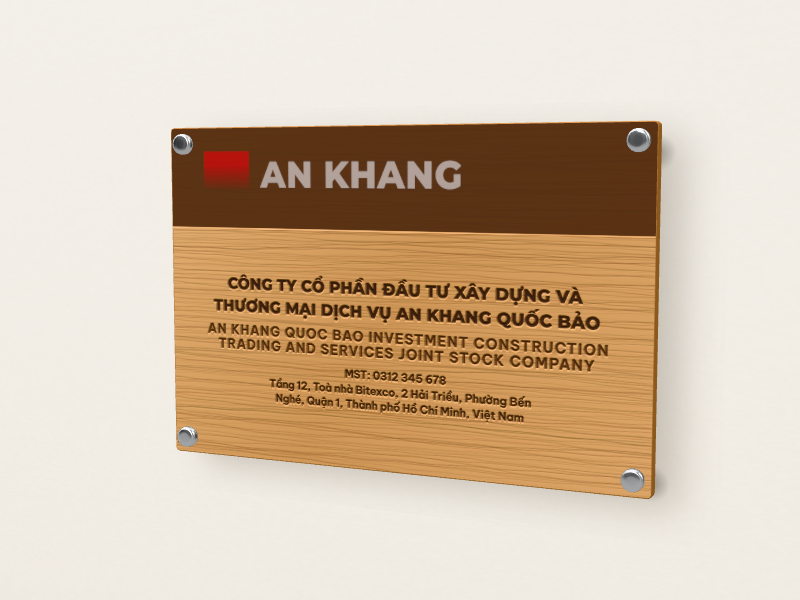 AN KHANG
CÔNG TY CỔ PHẦN ĐẦU TƯ XÂY DỰNG VÀ
THƯƠNG MẠI DỊCH VỤ AN KHANG QUỐC BẢO
AN KHANG QUOC BAO INVESTMENT CONSTRUCTION
TRADING AND SERVICES JOINT STOCK COMPANY
MST: 0312 345 678
Tầng 12, Toà nhà Bitexco, 2 Hải Triều, Phường Bến
Nghé, Quận 1, Thành phố Hồ Chí Minh, Việt Nam